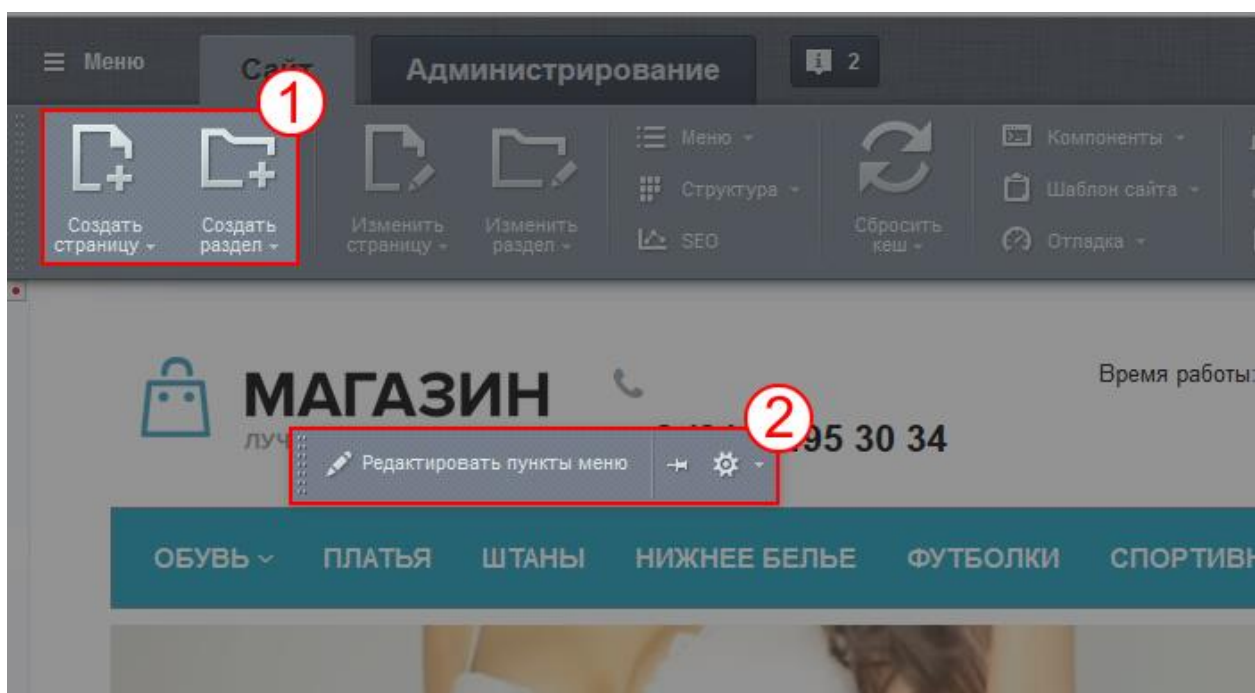 Меню
Сайт
Администрирование
2
1
Создать
страницу
Создать
раздел
Изменить
страницу
Изменить
раздел
Меню
Структура
SEO
Сбросить
кеш
Компоненты
Шаблон сайта
Отладка
МАГАЗИН
Время работы:
2
95 30 34
Редактировать пункты меню
ОБУВЬ
ПЛАТЬЯ
ШТАНЫ
НИЖНЕЕ БЕЛЬЕ
ФУТБОЛКИ